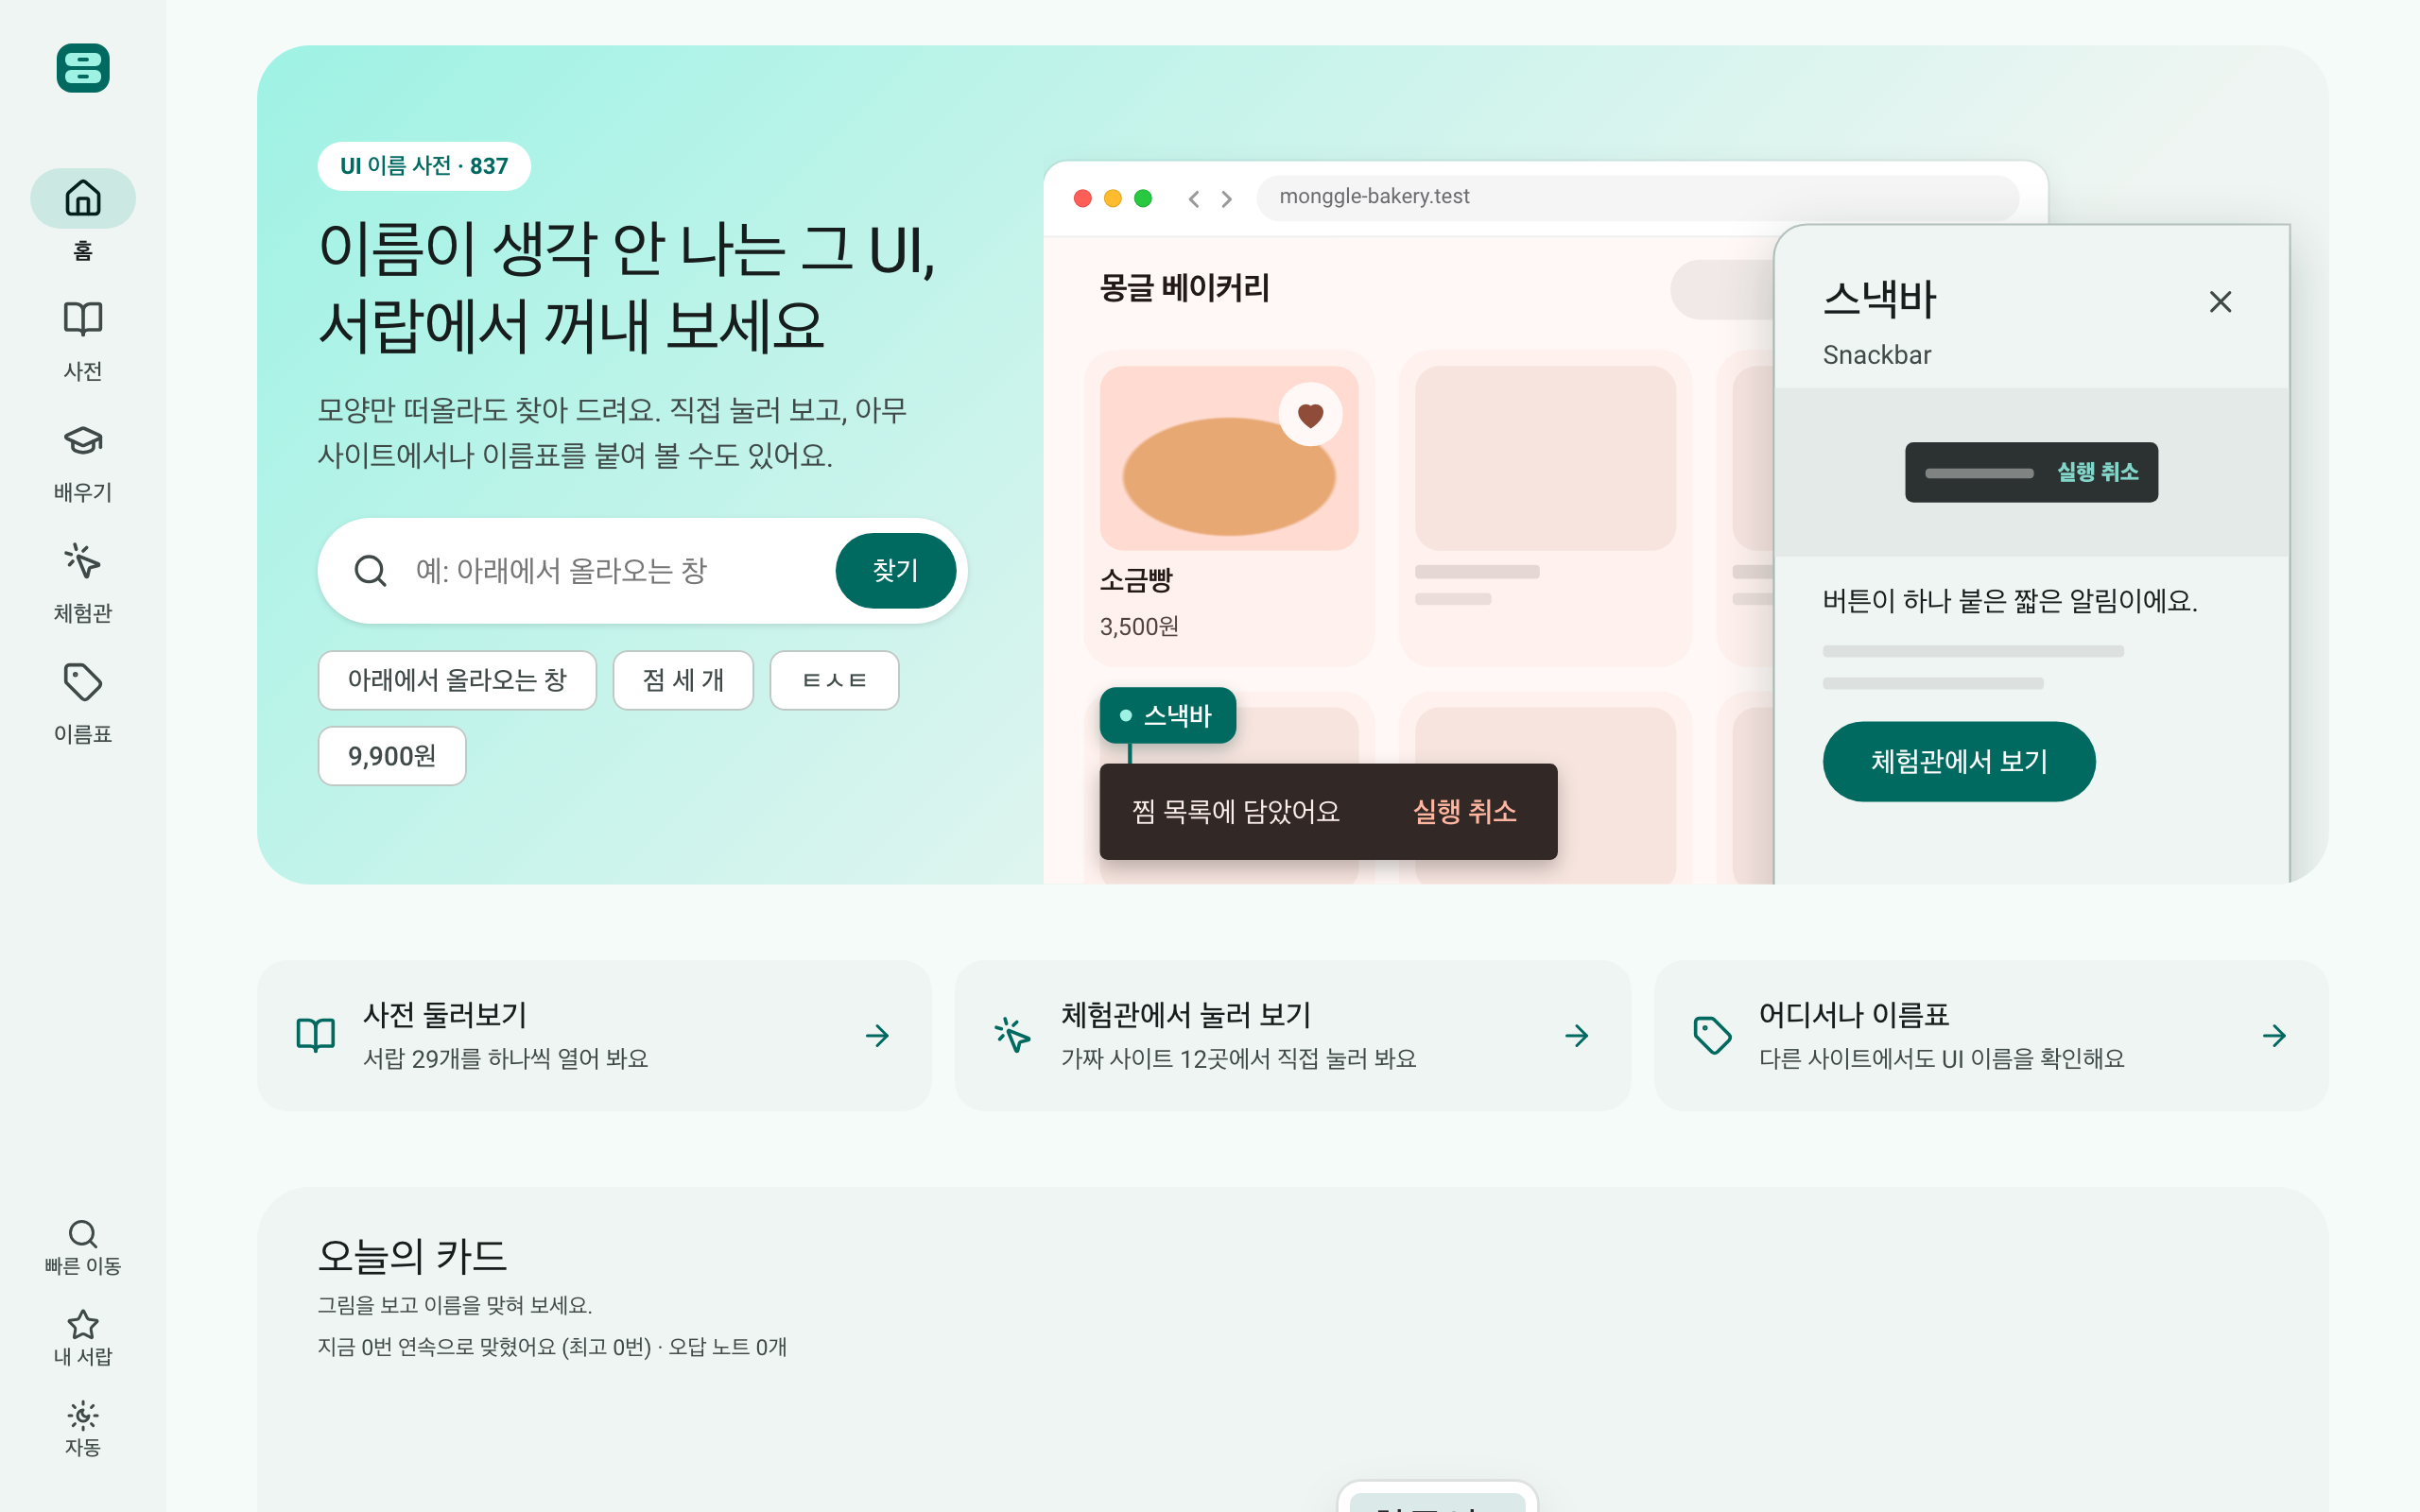 홈
사전
배우기
체험관
이름표
빠른 이동
내 서랍
자동
UI 이름 사전 · 837
이름이 생각 안 나는 그 UI,
서랍에서 꺼내 보세요
모양만 떠올라도 찾아 드려요. 직접 눌러 보고, 아무
사이트에서나 이름표를 붙여 볼 수도 있어요.
예: 아래에서 올라오는 창
찾기
아래에서 올라오는 창
점 세 개
ㅌㅅㅌ
9,900원
monggle-bakery.test
몽글 베이커리
소금빵
3,500원
스낵바
찜 목록에 담았어요
실행 취소
스낵바
Snackbar
실행 취소
버튼이 하나 붙은 짧은 알림이에요.
체험관에서 보기
사전 둘러보기
서랍 29개를 하나씩 열어 봐요
체험관에서 눌러 보기
가짜 사이트 12곳에서 직접 눌러 봐요
어디서나 이름표
다른 사이트에서도 UI 이름을 확인해요
오늘의 카드
그림을 보고 이름을 맞혀 보세요.
지금 0번 연속으로 맞혔어요 (최고 0번) · 오답 노트 0개